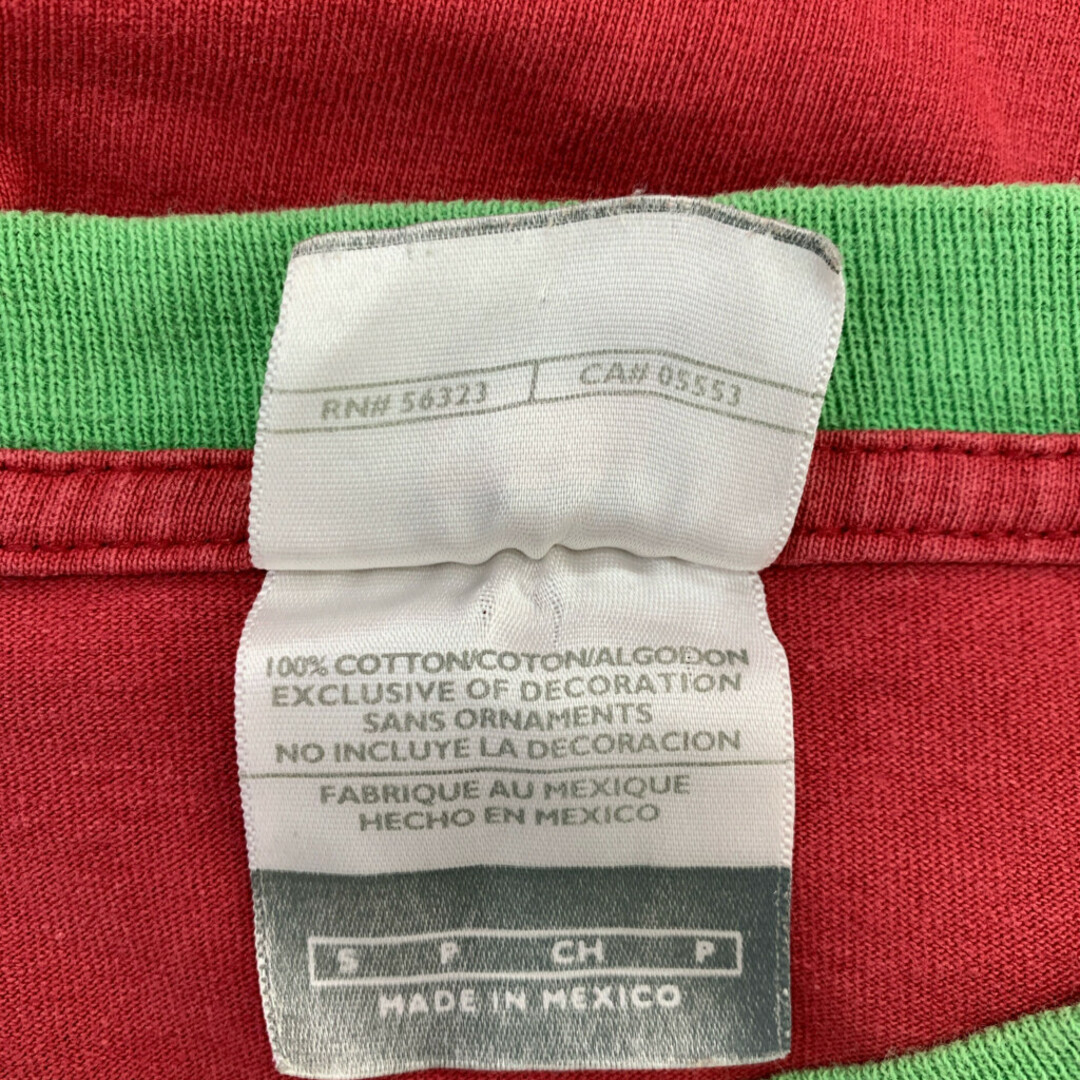 RN# 56323 CA# 05553
100% COTTON/COTON/ALGODON
EXCLUSIVE OF DECORATION
SANS ORNAMENTS
NO INCLUYE LA DECORACION
FABRIQUE AU MEXIQUE
HECHO EN MEXICO
S P CH P
MADE IN MEXICO